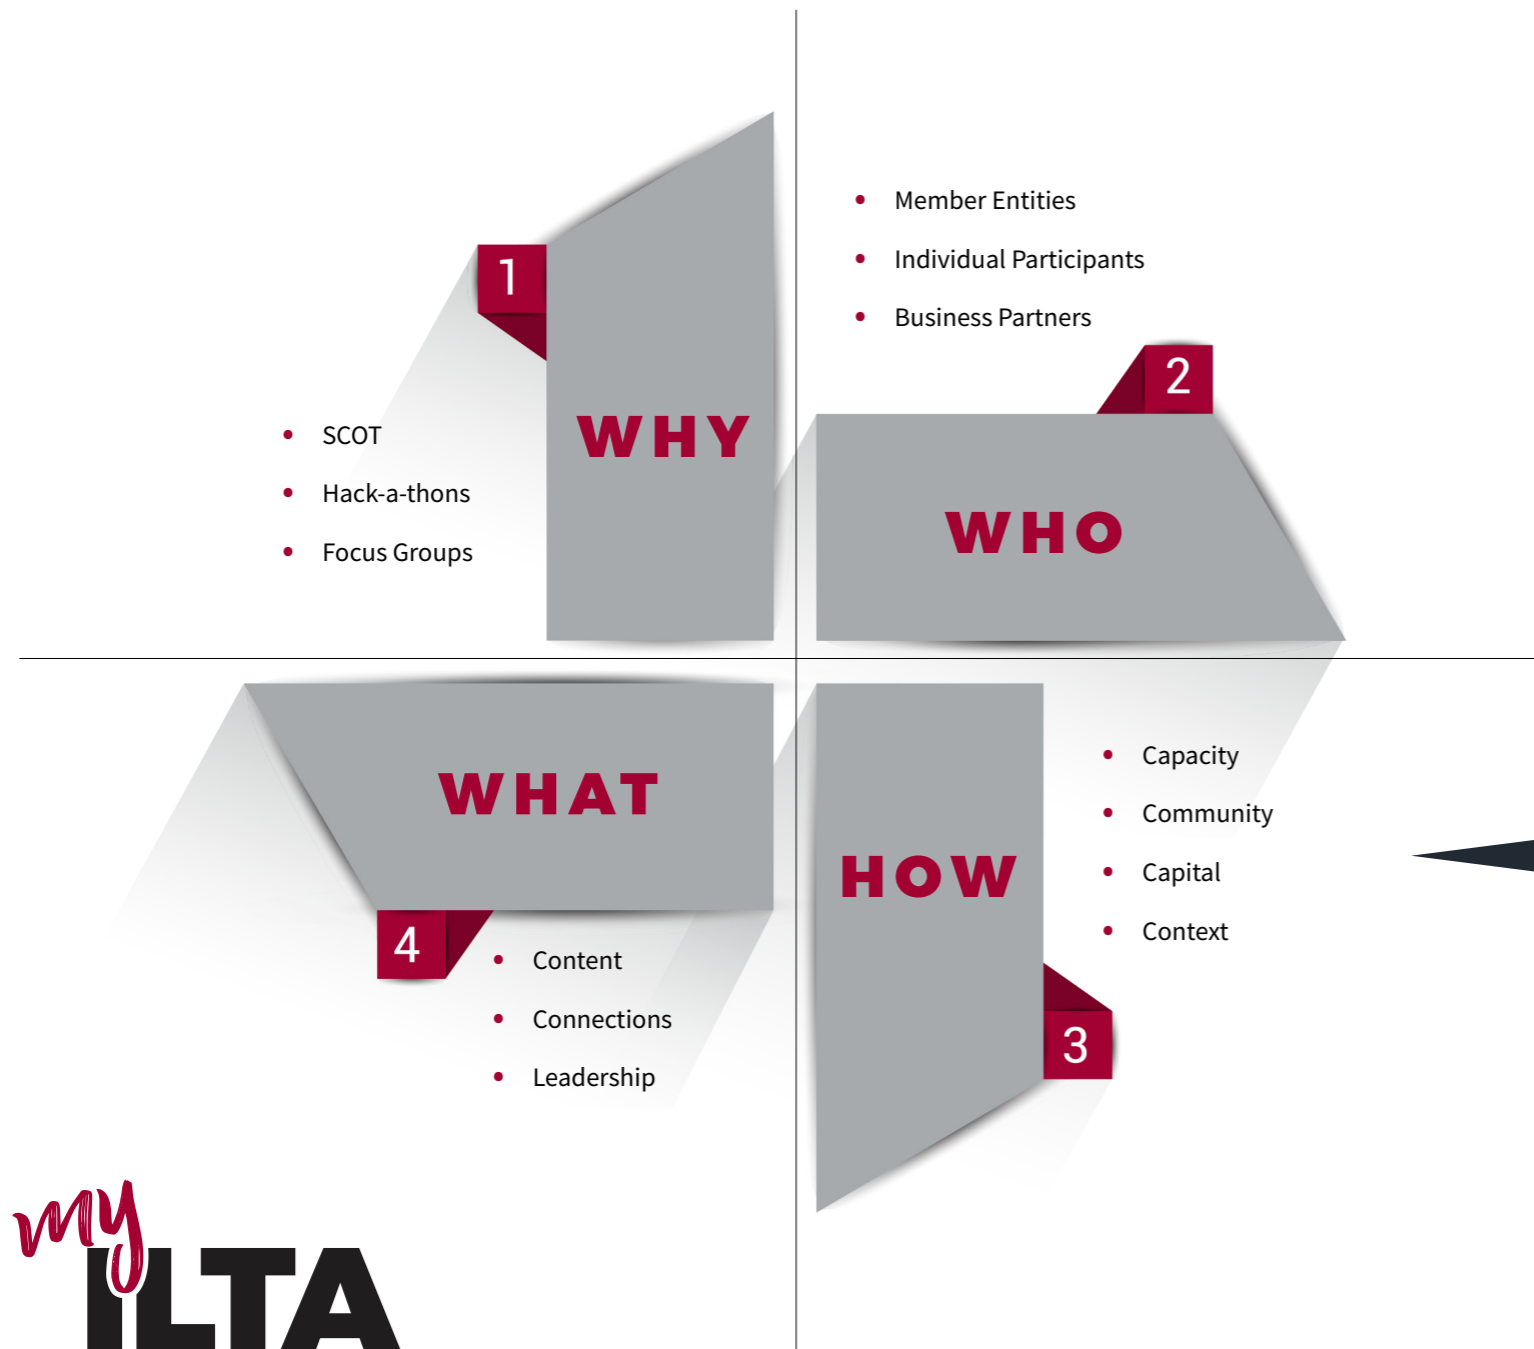 1
WHY
SCOT
Hack-a-thons
Focus Groups
Member Entities
Individual Participants
Business Partners
2
WHO
Capacity
Community
Capital
Context
HOW
3
WHAT
4
Content
Connections
Leadership
my
ILTA